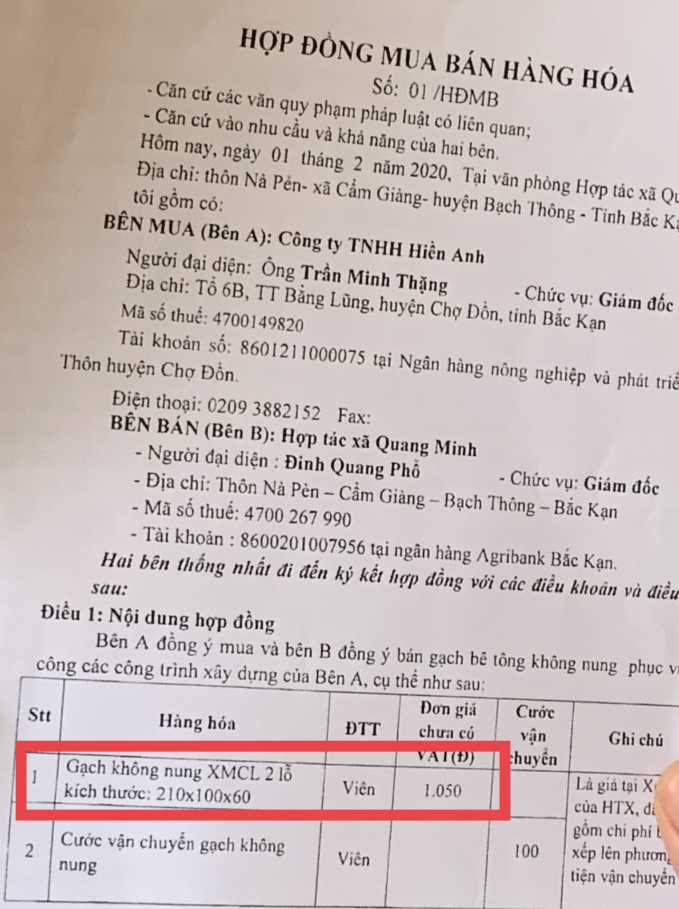 HỢP ĐỒNG MUA BÁN HÀNG HÓA
Số: 01 /HĐMB
- Căn cứ các văn quy phạm pháp luật có liên quan;
- Căn cứ vào nhu cầu và khả năng của hai bên.
Hôm nay, ngày 01 tháng 2 năm 2020, Tại văn phòng Hợp tác xã Qu
Địa chỉ: thôn Nà Pẻn- xã Cẩm Giàng- huyện Bạch Thông - Tỉnh Bắc K
tôi gồm có:
BÊN MUA (Bên A): Công ty TNHH Hiền Anh
Người đại diện: Ông Trần Minh Thặng - Chức vụ: Giám đốc
Địa chỉ: Tổ 6B, TT Bằng Lũng, huyện Chợ Đồn, tỉnh Bắc Kạn
Mã số thuế: 4700149820
Tài khoản số: 8601211000075 tại Ngân hàng nông nghiệp và phát triể
Thôn huyện Chợ Đồn.
Điện thoại: 0209 3882152 Fax:
BÊN BÁN (Bên B): Hợp tác xã Quang Minh
- Người đại diện : Đinh Quang Phổ - Chức vụ: Giám đốc
- Địa chỉ: Thôn Nà Pèn – Cẩm Giàng – Bạch Thông – Bắc Kạn
- Mã số thuế: 4700 267 990
- Tài khoản : 8600201007956 tại ngân hàng Agribank Bắc Kạn.
Hai bên thống nhất đi đến ký kết hợp đồng với các điều khoản và điều
sau:
Điều 1: Nội dung hợp đồng
Bên A đồng ý mua và bên B đồng ý bán gạch bê tông không nung phục v
công các công trình xây dựng của Bên A, cụ thể như sau:
Stt Hàng hóa ĐTT Đơn giá chưa có VAT(Đ) Cước vận chuyển Ghi chú
1 Gạch không nung XMCL 2 lỗ kích thước: 210x100x60 Viên 1.050
2 Cước vận chuyển gạch không nung Viên 100
Là giá tại X
của HTX, đ
gồm chi phí b
xếp lên phương
tiện vận chuyển